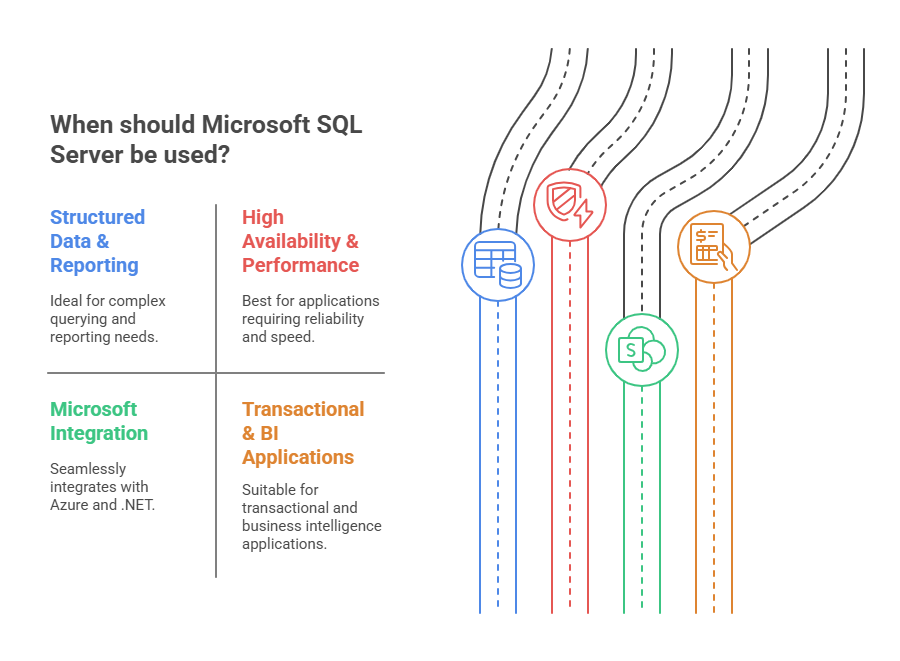 When should Microsoft SQL
Server be used?
Structured
Data &
Reporting
Ideal for complex
querying and
reporting needs.
High
Availability &
Performance
Best for applications
requiring reliability
and speed.
Microsoft
Integration
Seamlessly
integrates with
Azure and .NET.
Transactional
& BI
Applications
Suitable for
transactional and
business intelligence
applications.
$
S